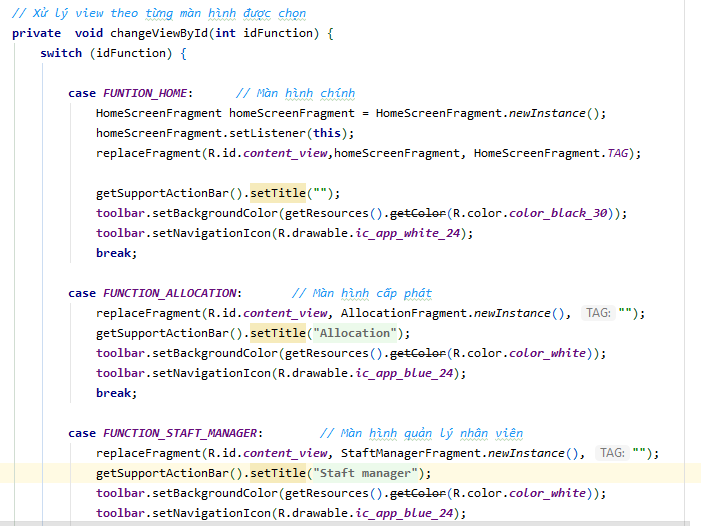 // Xử lý view theo từng màn hình được chọn
private  void changeViewById(int idFunction) {
switch (idFunction) {
case FUNTION_HOME:      // Màn hình chính
HomeScreenFragment homeScreenFragment = HomeScreenFragment.newInstance();
homeScreenFragment.setListener(this);
replaceFragment(R.id.content_view,homeScreenFragment, HomeScreenFragment.TAG);
getSupportActionBar().setTitle("");
toolbar.setBackgroundColor(getResources().getColor(R.color.color_black_30));
toolbar.setNavigationIcon(R.drawable.ic_app_white_24);
break;
case FUNCTION_ALLOCATION:       // Màn hình cấp phát
replaceFragment(R.id.content_view, AllocationFragment.newInstance(), TAG: "");
getSupportActionBar().setTitle("Allocation");
toolbar.setBackgroundColor(getResources().getColor(R.color.color_white));
toolbar.setNavigationIcon(R.drawable.ic_app_blue_24);
break;
case FUNCTION_STAFT_MANAGER:        // Màn hình quản lý nhân viên
replaceFragment(R.id.content_view, StaftManagerFragment.newInstance(), TAG: "");
getSupportActionBar().setTitle("Staft manager");
toolbar.setBackgroundColor(getResources().getColor(R.color.color_white));
toolbar.setNavigationIcon(R.drawable.ic_app_blue_24);